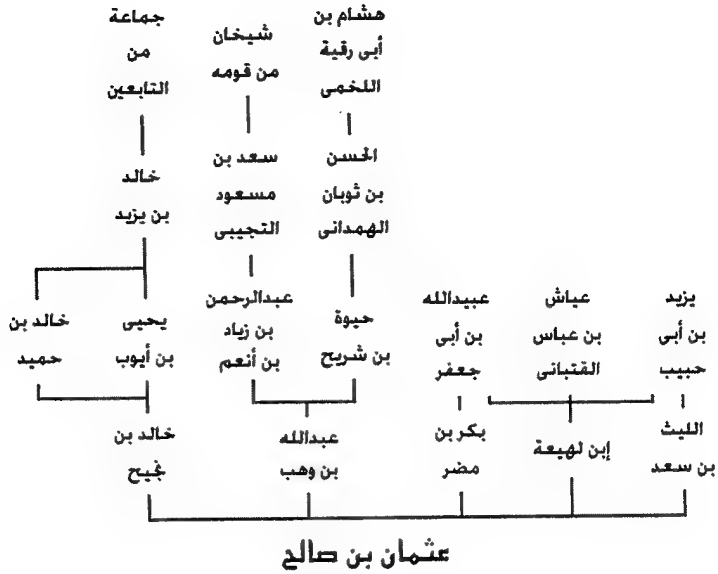 هشام بن
أبى رقية
اللخمى
شيخان
من قومه
جماعة
من
التابعين
الحسن
بن ثوبان
الهمدانى
سعد بن
مسعود
التجيبى
خالد
بن يزيد
يزيد
بن أبى
حبيب
عياش
بن عباس
القتبانى
عبيدالله
بن أبى
جعفر
حيوة
بن شريح
عبدالرحمن
بن زياد
بن أنعم
يحيى
بن أيوب
خالد بن
حميد
الليث
بن سعد
إبن لهيعة
بكر بن
مضر
عبدالله
بن وهب
خالد بن
نجيح
عثمان بن صالح